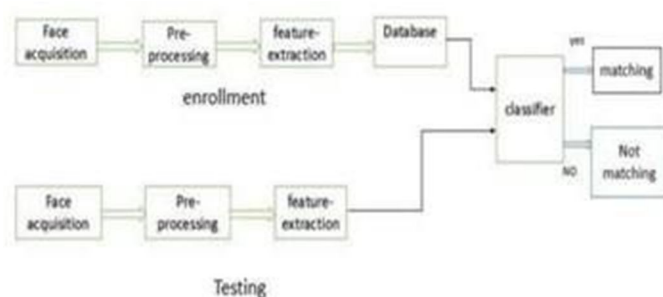 Face
acquisition
Pre-
processing
feature-
extraction
Database
enrollment
classifier
yes
matching
NO
Not
matching
Face
acquisition
Pre-
processing
feature-
extraction
Testing